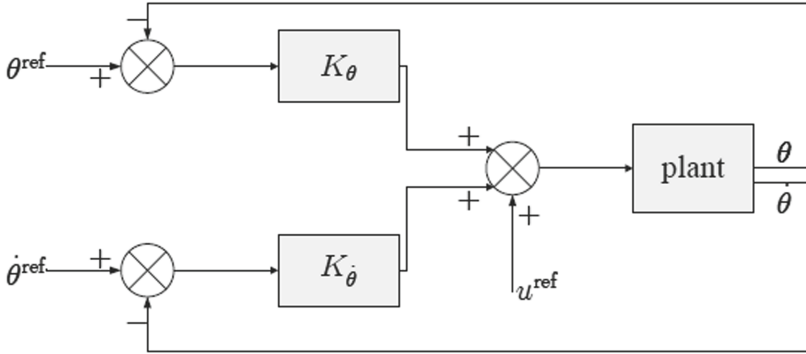 −
θ^ref
+
K_θ
+
plant
θ
θ̇
+
+
θ̇^ref
+
K_θ̇
u^ref
−